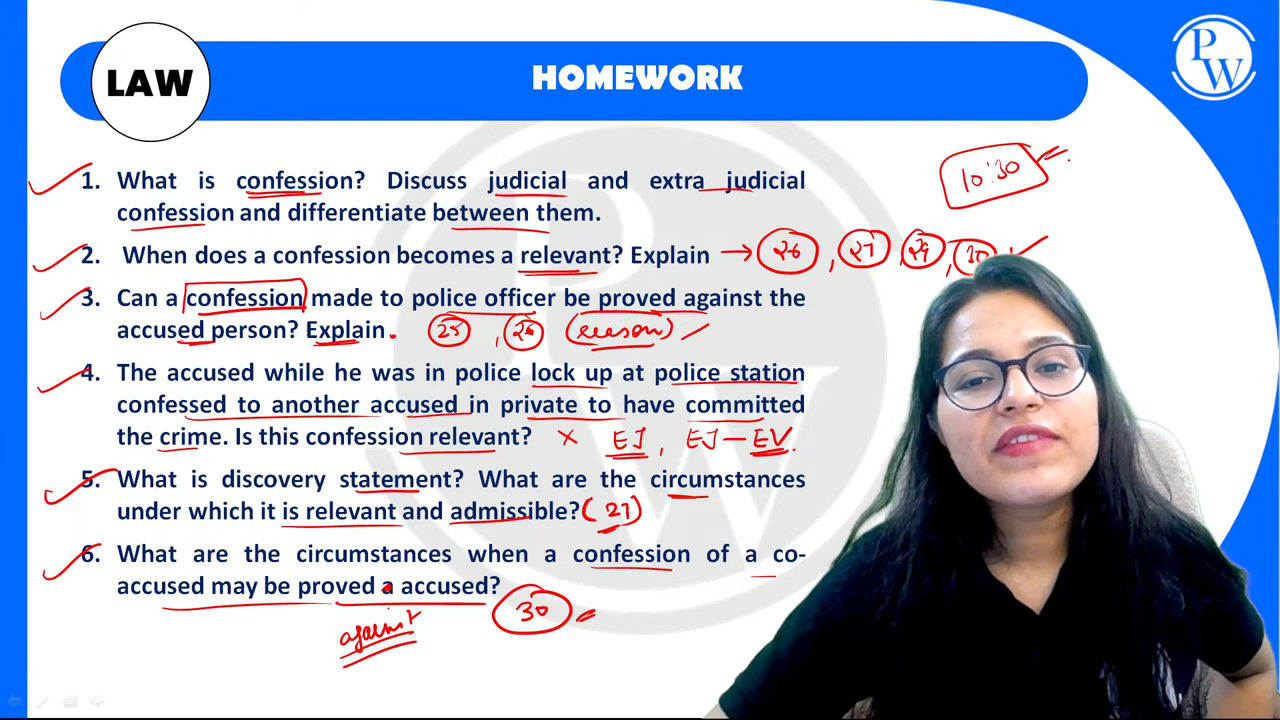 LAW
HOMEWORK
PW
10:30
1. What is confession? Discuss judicial and extra judicial
confession and differentiate between them.
2. When does a confession becomes a relevant? Explain → 26, 27, 29, 30
3. Can a confession made to police officer be proved against the
accused person? Explain. 25, 26 (reason)
4. The accused while he was in police lock up at police station
confessed to another accused in private to have committed
the crime. Is this confession relevant? × EJ, EJ - EV.
5. What is discovery statement? What are the circumstances
under which it is relevant and admissible? (27)
6. What are the circumstances when a confession of a co-
accused may be proved a accused?
against
30